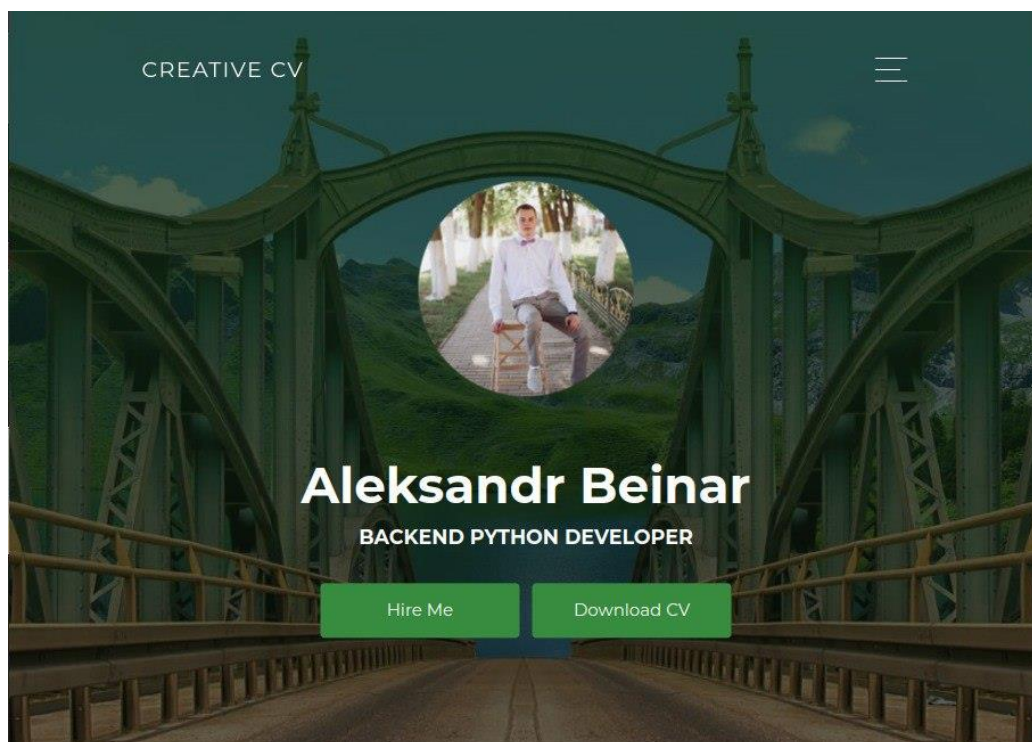 CREATIVE CV
Aleksandr Beinar
BACKEND PYTHON DEVELOPER
Hire Me
Download CV